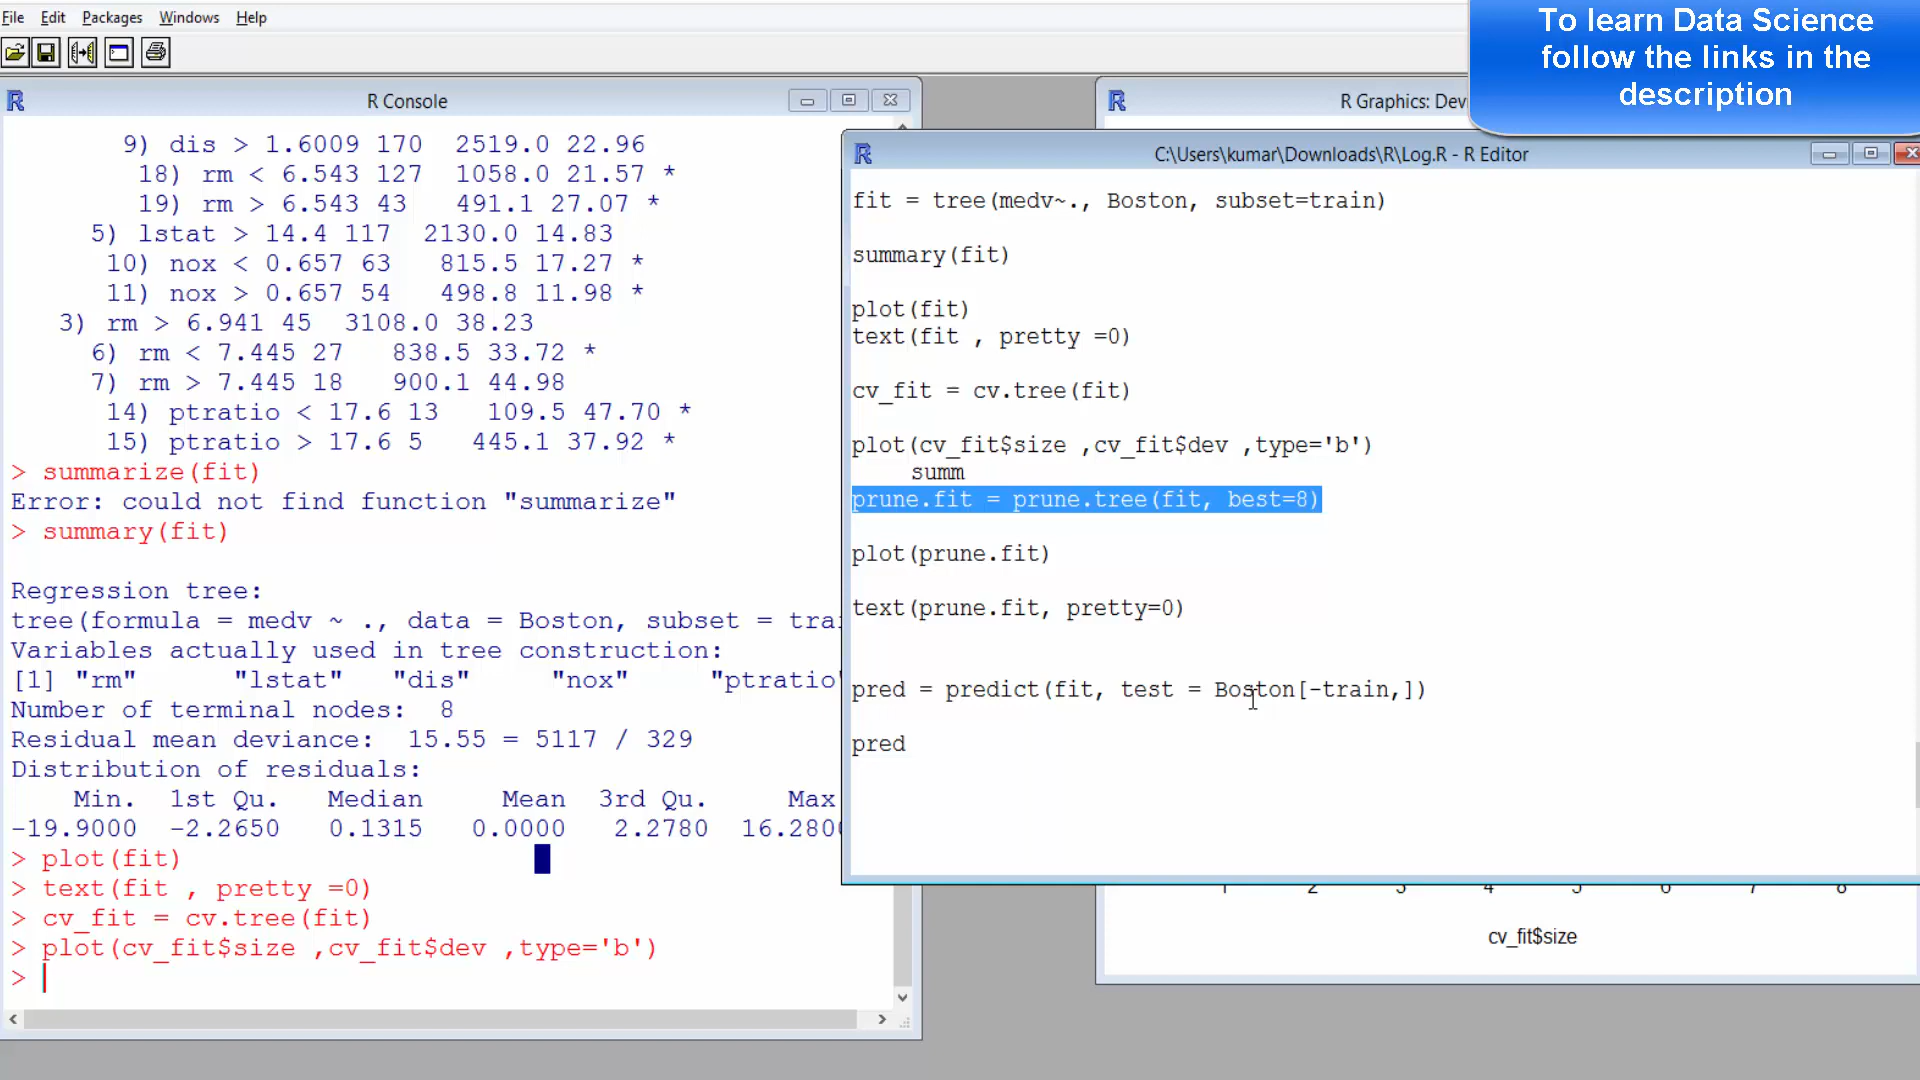 File Edit Packages Windows Help
To learn Data Science
follow the links in the
description
R Console
9) dis > 1.6009 170 2519.0 22.96
18) rm < 6.543 127 1058.0 21.57 *
19) rm > 6.543 43 491.1 27.07 *
5) lstat > 14.4 117 2130.0 14.83
10) nox < 0.657 63 815.5 17.27 *
11) nox > 0.657 54 498.8 11.98 *
3) rm > 6.941 45 3108.0 38.23
6) rm < 7.445 27 838.5 33.72 *
7) rm > 7.445 18 900.1 44.98
14) ptratio < 17.6 13 109.5 47.70 *
15) ptratio > 17.6 5 445.1 37.92 *
> summarize(fit)
Error: could not find function "summarize"
> summary(fit)
Regression tree:
tree(formula = medv ~ ., data = Boston, subset = trai
Variables actually used in tree construction:
[1] "rm" "lstat" "dis" "nox" "ptratio"
Number of terminal nodes: 8
Residual mean deviance: 15.55 = 5117 / 329
Distribution of residuals:
Min. 1st Qu. Median Mean 3rd Qu. Max
-19.9000 -2.2650 0.1315 0.0000 2.2780 16.2800
> plot(fit)
> text(fit , pretty =0)
> cv_fit = cv.tree(fit)
> plot(cv_fit$size ,cv_fit$dev ,type='b')
>
R Graphics: Devi
C:\Users\kumar\Downloads\R\Log.R - R Editor
fit = tree(medv~., Boston, subset=train)
summary(fit)
plot(fit)
text(fit , pretty =0)
cv_fit = cv.tree(fit)
plot(cv_fit$size ,cv_fit$dev ,type='b')
summ
prune.fit = prune.tree(fit, best=8)
plot(prune.fit)
text(prune.fit, pretty=0)
pred = predict(fit, test = Boston[-train,])
pred
1 2 3 4 5 6 7 8
cv_fit$size